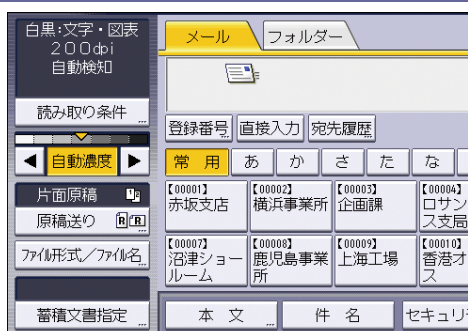 白黒:文字・図表
200dpi
自動検知
読み取り条件
自動濃度
片面原稿
原稿送り
ファイル形式/ファイル名
蓄積文書指定
メール
フォルダー
登録番号
直接入力
宛先履歴
常用
あ
か
さ
た
な
【00001】
赤坂支店
【00002】
横浜事業所
【00003】
企画課
【00004】
ロサン
ス支局
【00007】
沼津ショー
ルーム
【00008】
鹿児島事業
所
【00009】
上海工場
【00010】
香港オ
ス
本文
件名
セキュリ